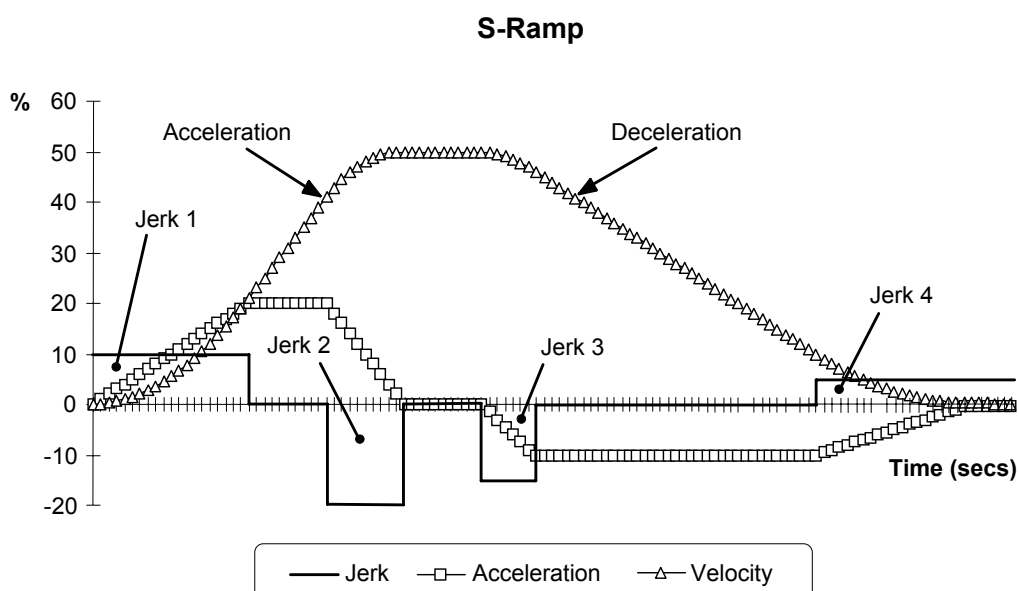 S-Ramp
%
60
50
40
30
20
10
0
-10
-20
Acceleration
Deceleration
Jerk 1
Jerk 2
Jerk 3
Jerk 4
Time (secs)
Jerk Acceleration Velocity